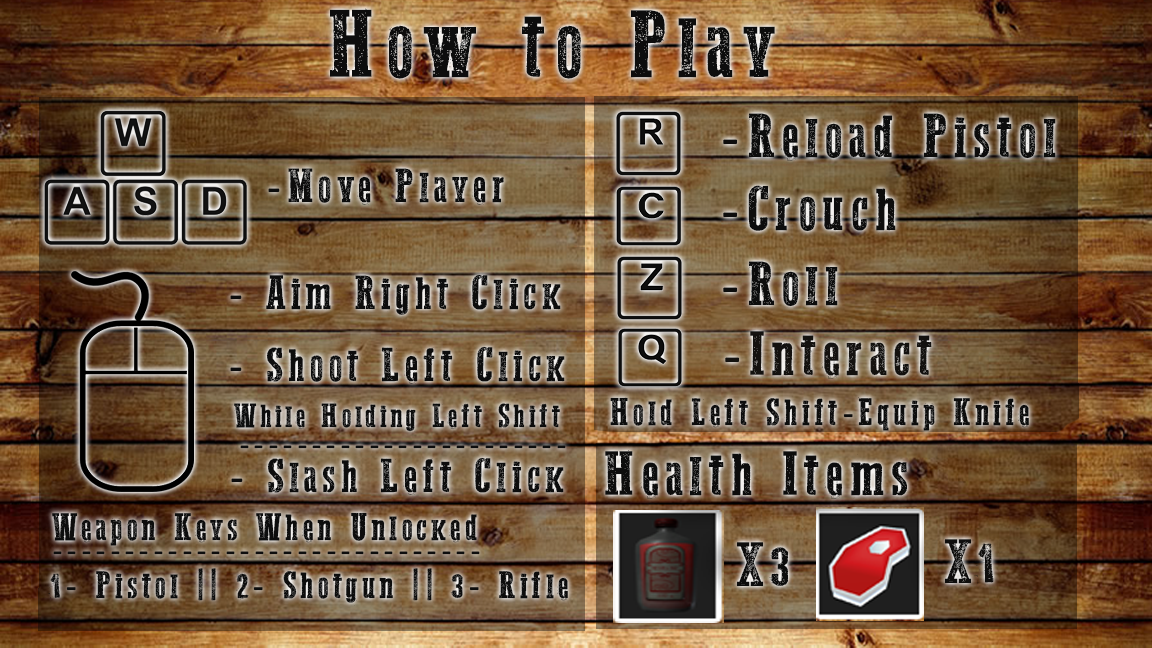 How to Play
W
A S D
-Move Player
- Aim Right Click
- Shoot Left Click
While Holding Left Shift
- Slash Left Click
Weapon Keys When Unlocked
1- Pistol || 2- Shotgun || 3- Rifle
R -Reload Pistol
C -Crouch
Z -Roll
Q -Interact
Hold Left Shift-Equip Knife
Health Items
X3 X1